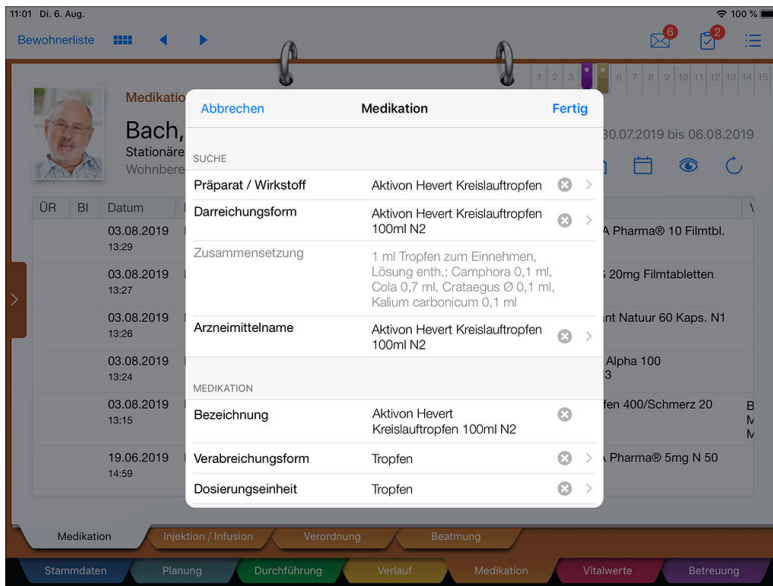 11:01 Di. 6. Aug.
100 %
Bewohnerliste
6
2
1 2 3 6 7 8 9 10 11 12 13 14 15
Medikatio
Bach,
Stationäre
Wohnbere
30.07.2019 bis 06.08.2019
Abbrechen
Medikation
Fertig
SUCHE
Präparat / Wirkstoff
Aktivon Hevert Kreislauftropfen
Darreichungsform
Aktivon Hevert Kreislauftropfen
100ml N2
Zusammensetzung
1 ml Tropfen zum Einnehmen,
Lösung enth.: Camphora 0,1 ml,
Cola 0,7 ml, Crataegus Ø 0,1 ml,
Kalium carbonicum 0,1 ml
Arzneimittelname
Aktivon Hevert Kreislauftropfen
100ml N2
MEDIKATION
Bezeichnung
Aktivon Hevert
Kreislauftropfen 100ml N2
Verabreichungsform
Tropfen
Dosierungseinheit
Tropfen
ÜR BI Datum
03.08.2019
13:29
A Pharma® 10 Filmtbl.
03.08.2019
13:27
20mg Filmtabletten
03.08.2019
13:26
nt Natuur 60 Kaps. N1
03.08.2019
13:24
Alpha 100
3
03.08.2019
13:15
fen 400/Schmerz 20
19.06.2019
14:59
Pharma® 5mg N 50
Medikation
Injektion / Infusion
Verordnung
Beatmung
Stammdaten
Planung
Durchführung
Verlauf
Medikation
Vitalwerte
Betreuung